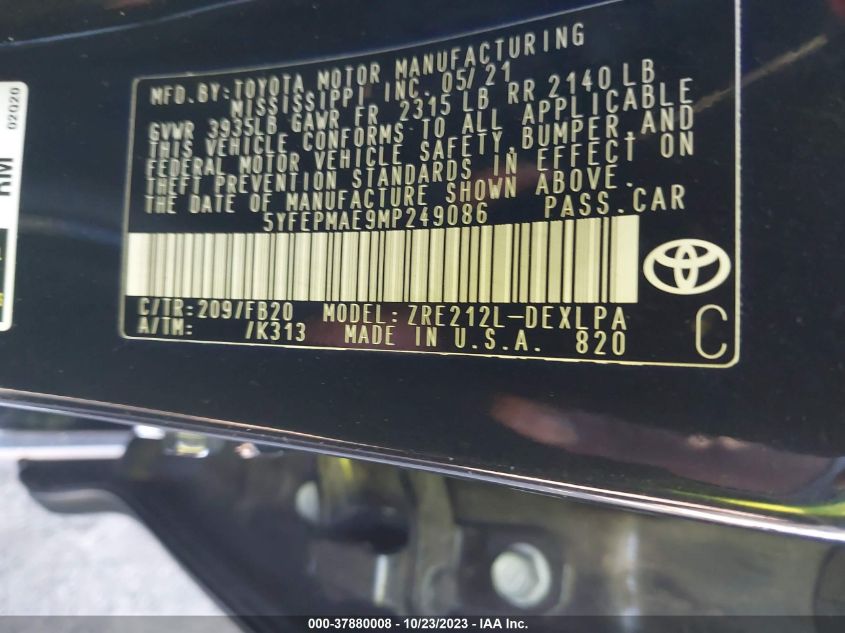 MFD.BY:TOYOTA MOTOR MANUFACTURING
MISSISSIPPI INC. 05/21
GVWR 3935LB GAWR FR 2315 LB RR 2140 LB
THIS VEHICLE CONFORMS TO ALL APPLICABLE
FEDERAL MOTOR VEHICLE SAFETY,BUMPER,AND
THEFT PREVENTION STANDARDS IN EFFECT ON
THE DATE OF MANUFACTURE SHOWN ABOVE.
5YFEPMAE9MP249086 PASS.CAR
C/TR:209/FB20 MODEL:ZRE212L-DEXLPA
A/TM: /K313 MADE IN U.S.A. 820
C
RM
02020
000-37880008 | 10/23/2023 - IAA Inc.